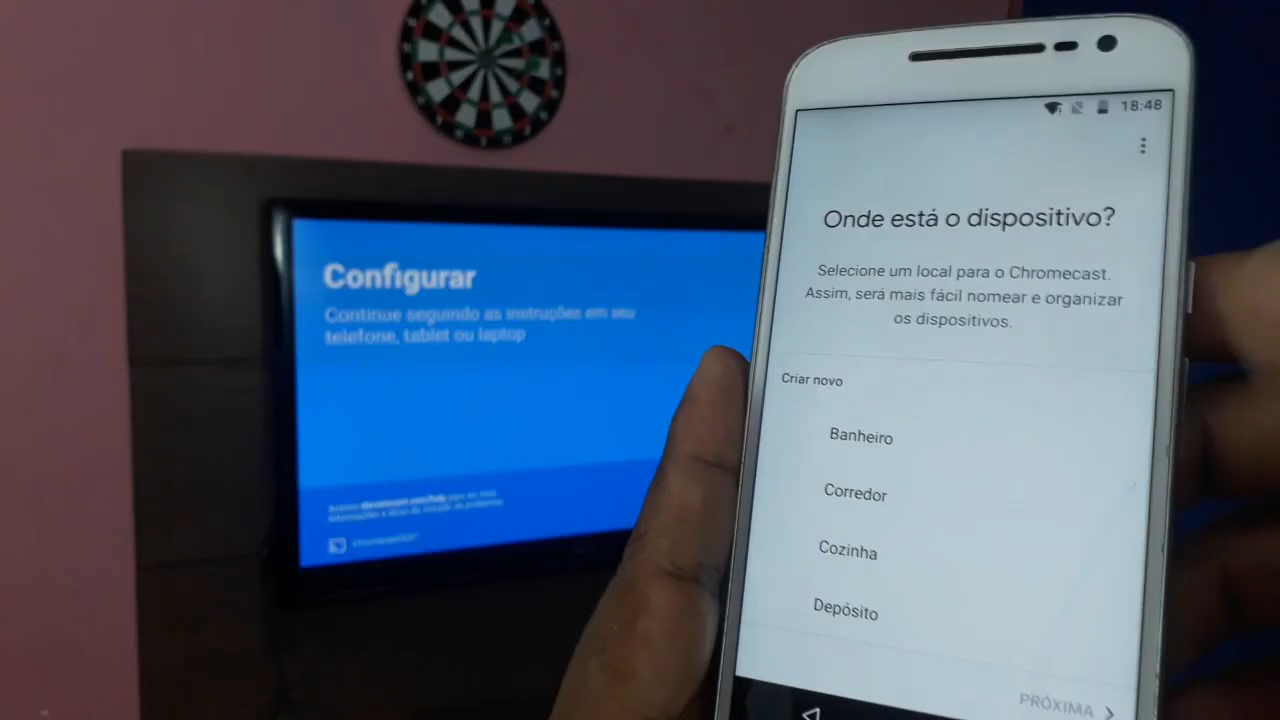 Configurar
Continue seguindo as instruções em seu
telefone, tablet ou laptop
18:48
Onde está o dispositivo?
Selecione um local para o Chromecast.
Assim, será mais fácil nomear e organizar
os dispositivos.
Criar novo
Banheiro
Corredor
Cozinha
Depósito
PRÓXIMA